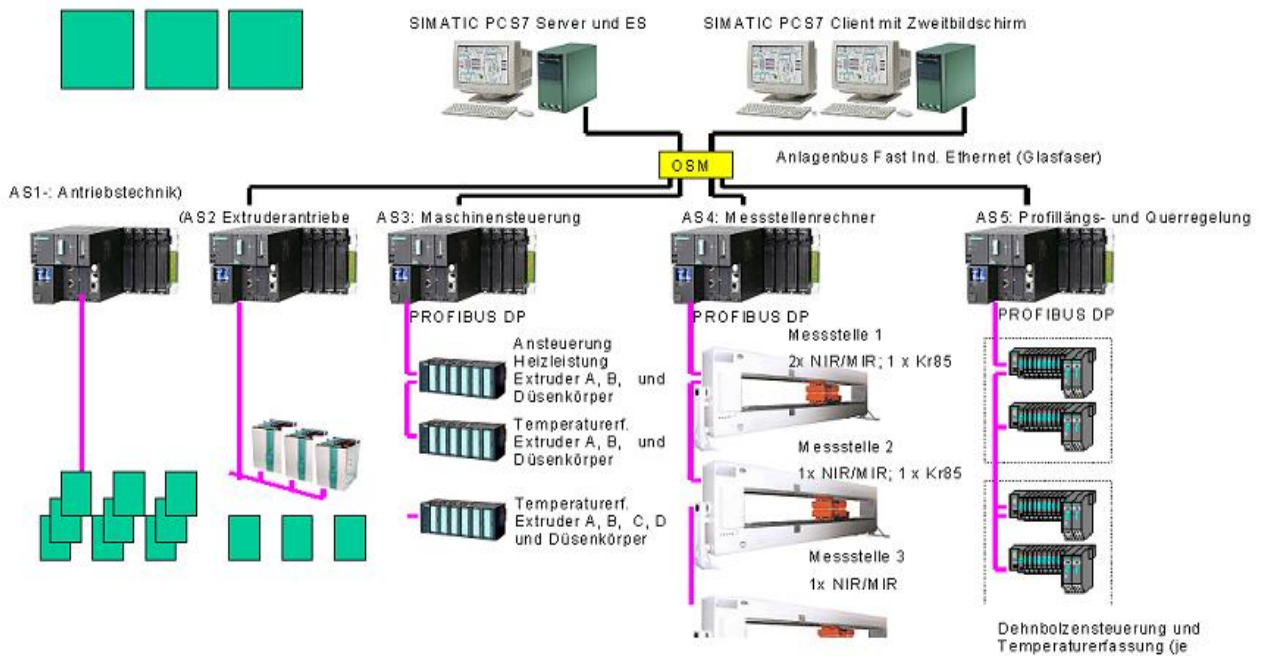 SIMATIC PCS7 Server und ES
SIMATIC PCS7 Client mit Zweitbildschirm
OSM
Anlagenbus Fast Ind. Ethernet (Glasfaser)
AS1-: Antriebstechnik)
(AS2 Extruderantriebe
AS3: Maschinensteuerung
AS4: Messstellenrechner
AS5: Profillängs- und Querregelung
PROFIBUS DP
PROFIBUS DP
PROFIBUS DP
Ansteuerung
Heizleistung
Extruder A, B, und
Düsenkörper
Temperaturerf.
Extruder A, B, und
Düsenkörper
Temperaturerf.
Extruder A, B, C, D
und Düsenkörper
Messstelle 1
2x NIR/MIR; 1 x Kr85
Messstelle 2
1x NIR/MIR; 1 x Kr85
Messstelle 3
1x NIR/MIR
Dehnbolzensteuerung und
Temperaturerfassung (je